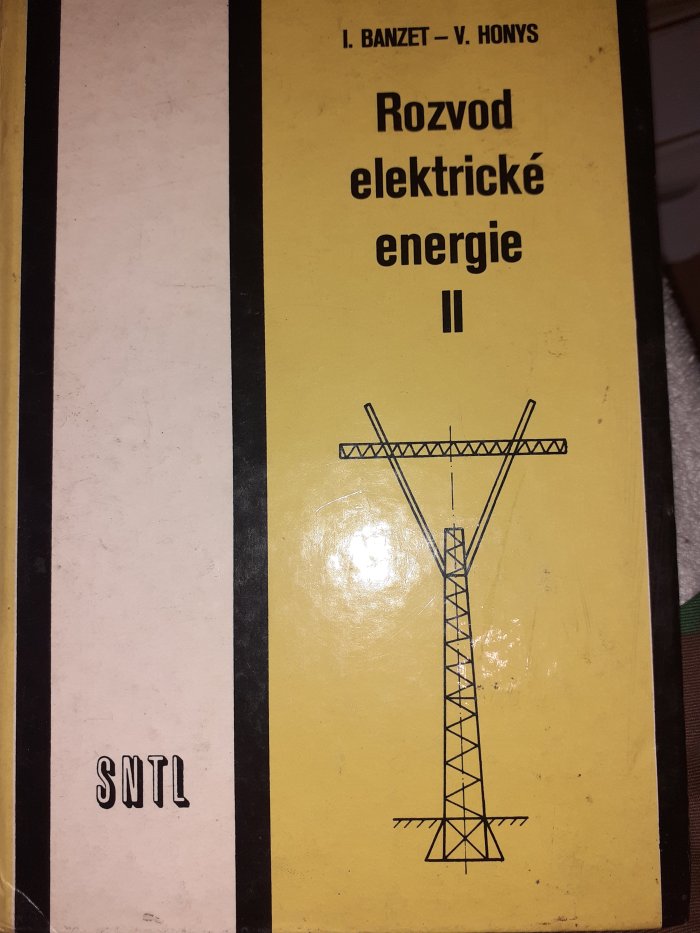 I. BANZET – V. HONYS
Rozvod
elektrické
energie
II
SNTL